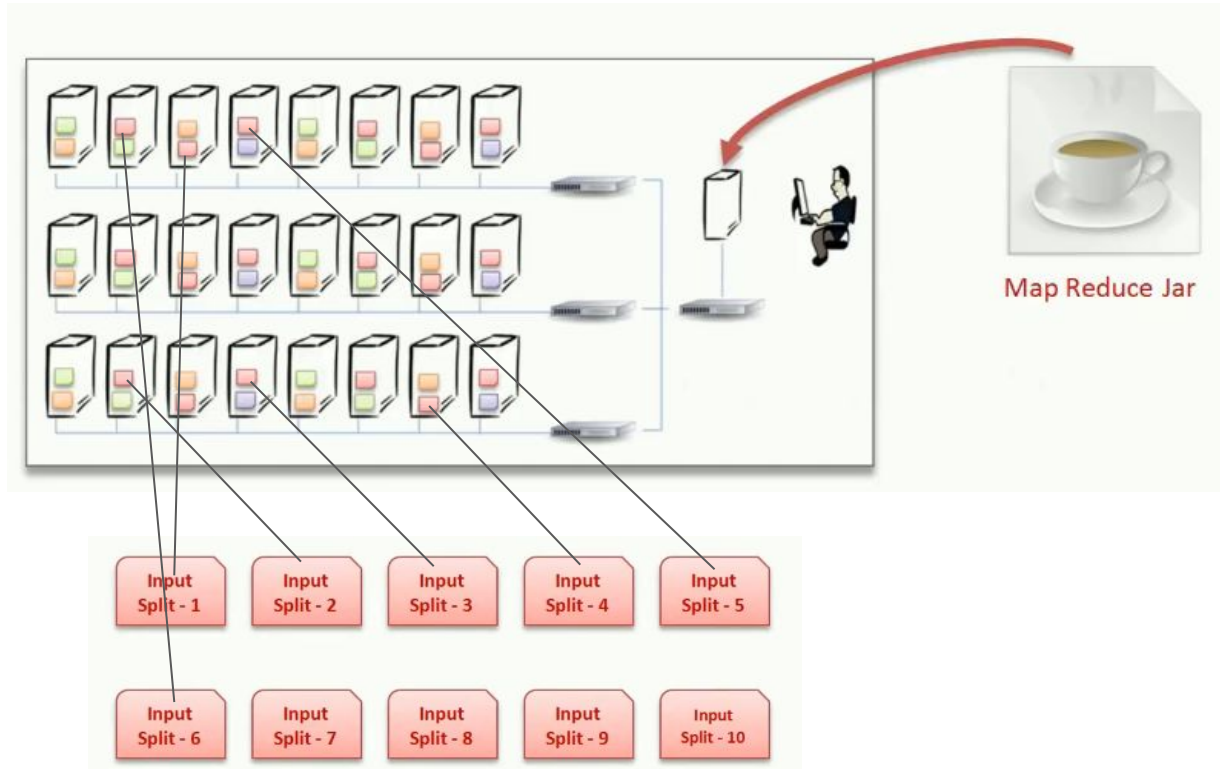 Map Reduce Jar
Input
Split - 1
Input
Split - 2
Input
Split - 3
Input
Split - 4
Input
Split - 5
Input
Split - 6
Input
Split - 7
Input
Split - 8
Input
Split - 9
Input
Split - 10